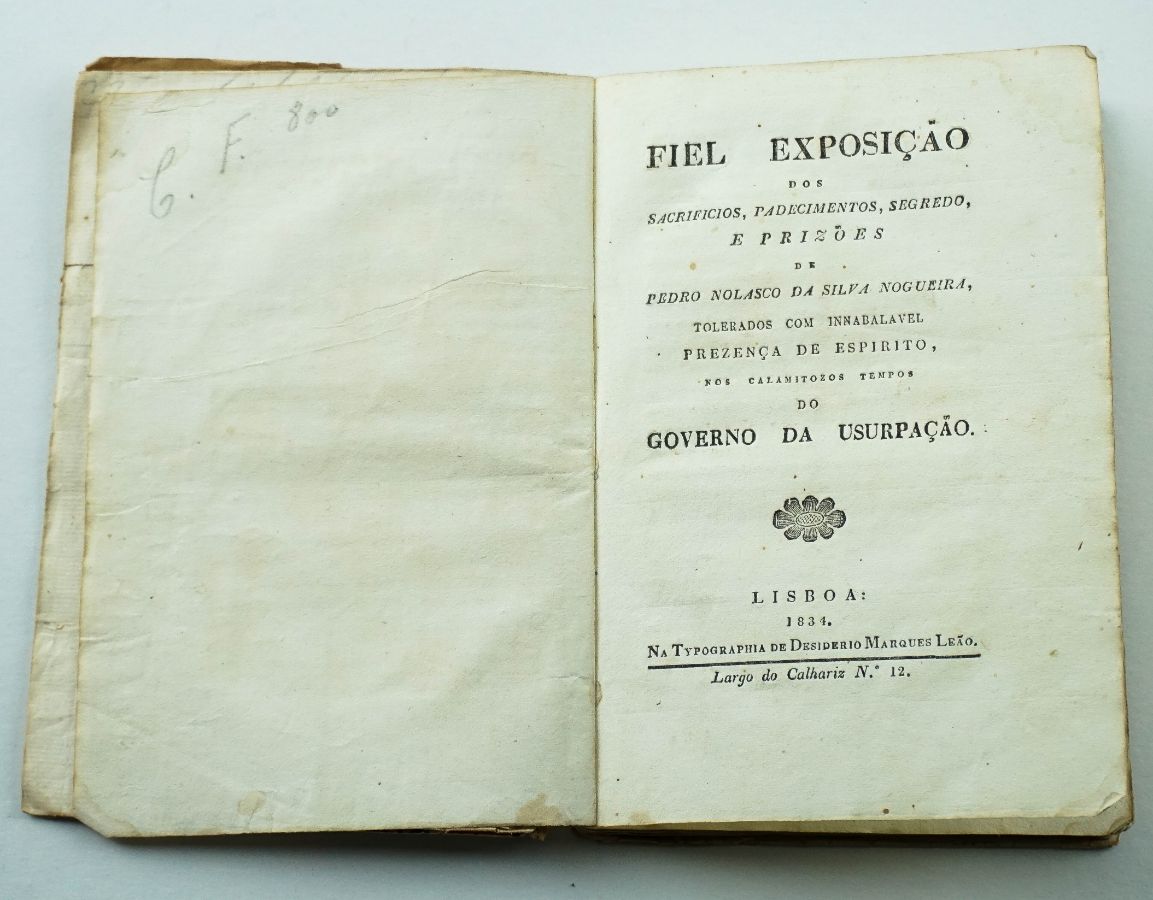 C. F. 800
FIEL EXPOSIÇÃO
DOS
SACRIFICIOS, PADECIMENTOS, SEGREDO,
E PRIZÕES
DE
PEDRO NOLASCO DA SILVA NOGUEIRA,
TOLERADOS COM INNABALAVEL
PREZENÇA DE ESPIRITO,
NOS CALAMITOZOS TEMPOS
DO
GOVERNO DA USURPAÇÃO.
LISBOA:
1834.
NA TYPOGRAPHIA DE DESIDERIO MARQUES LEÃO.
Largo do Calhariz N.º 12.